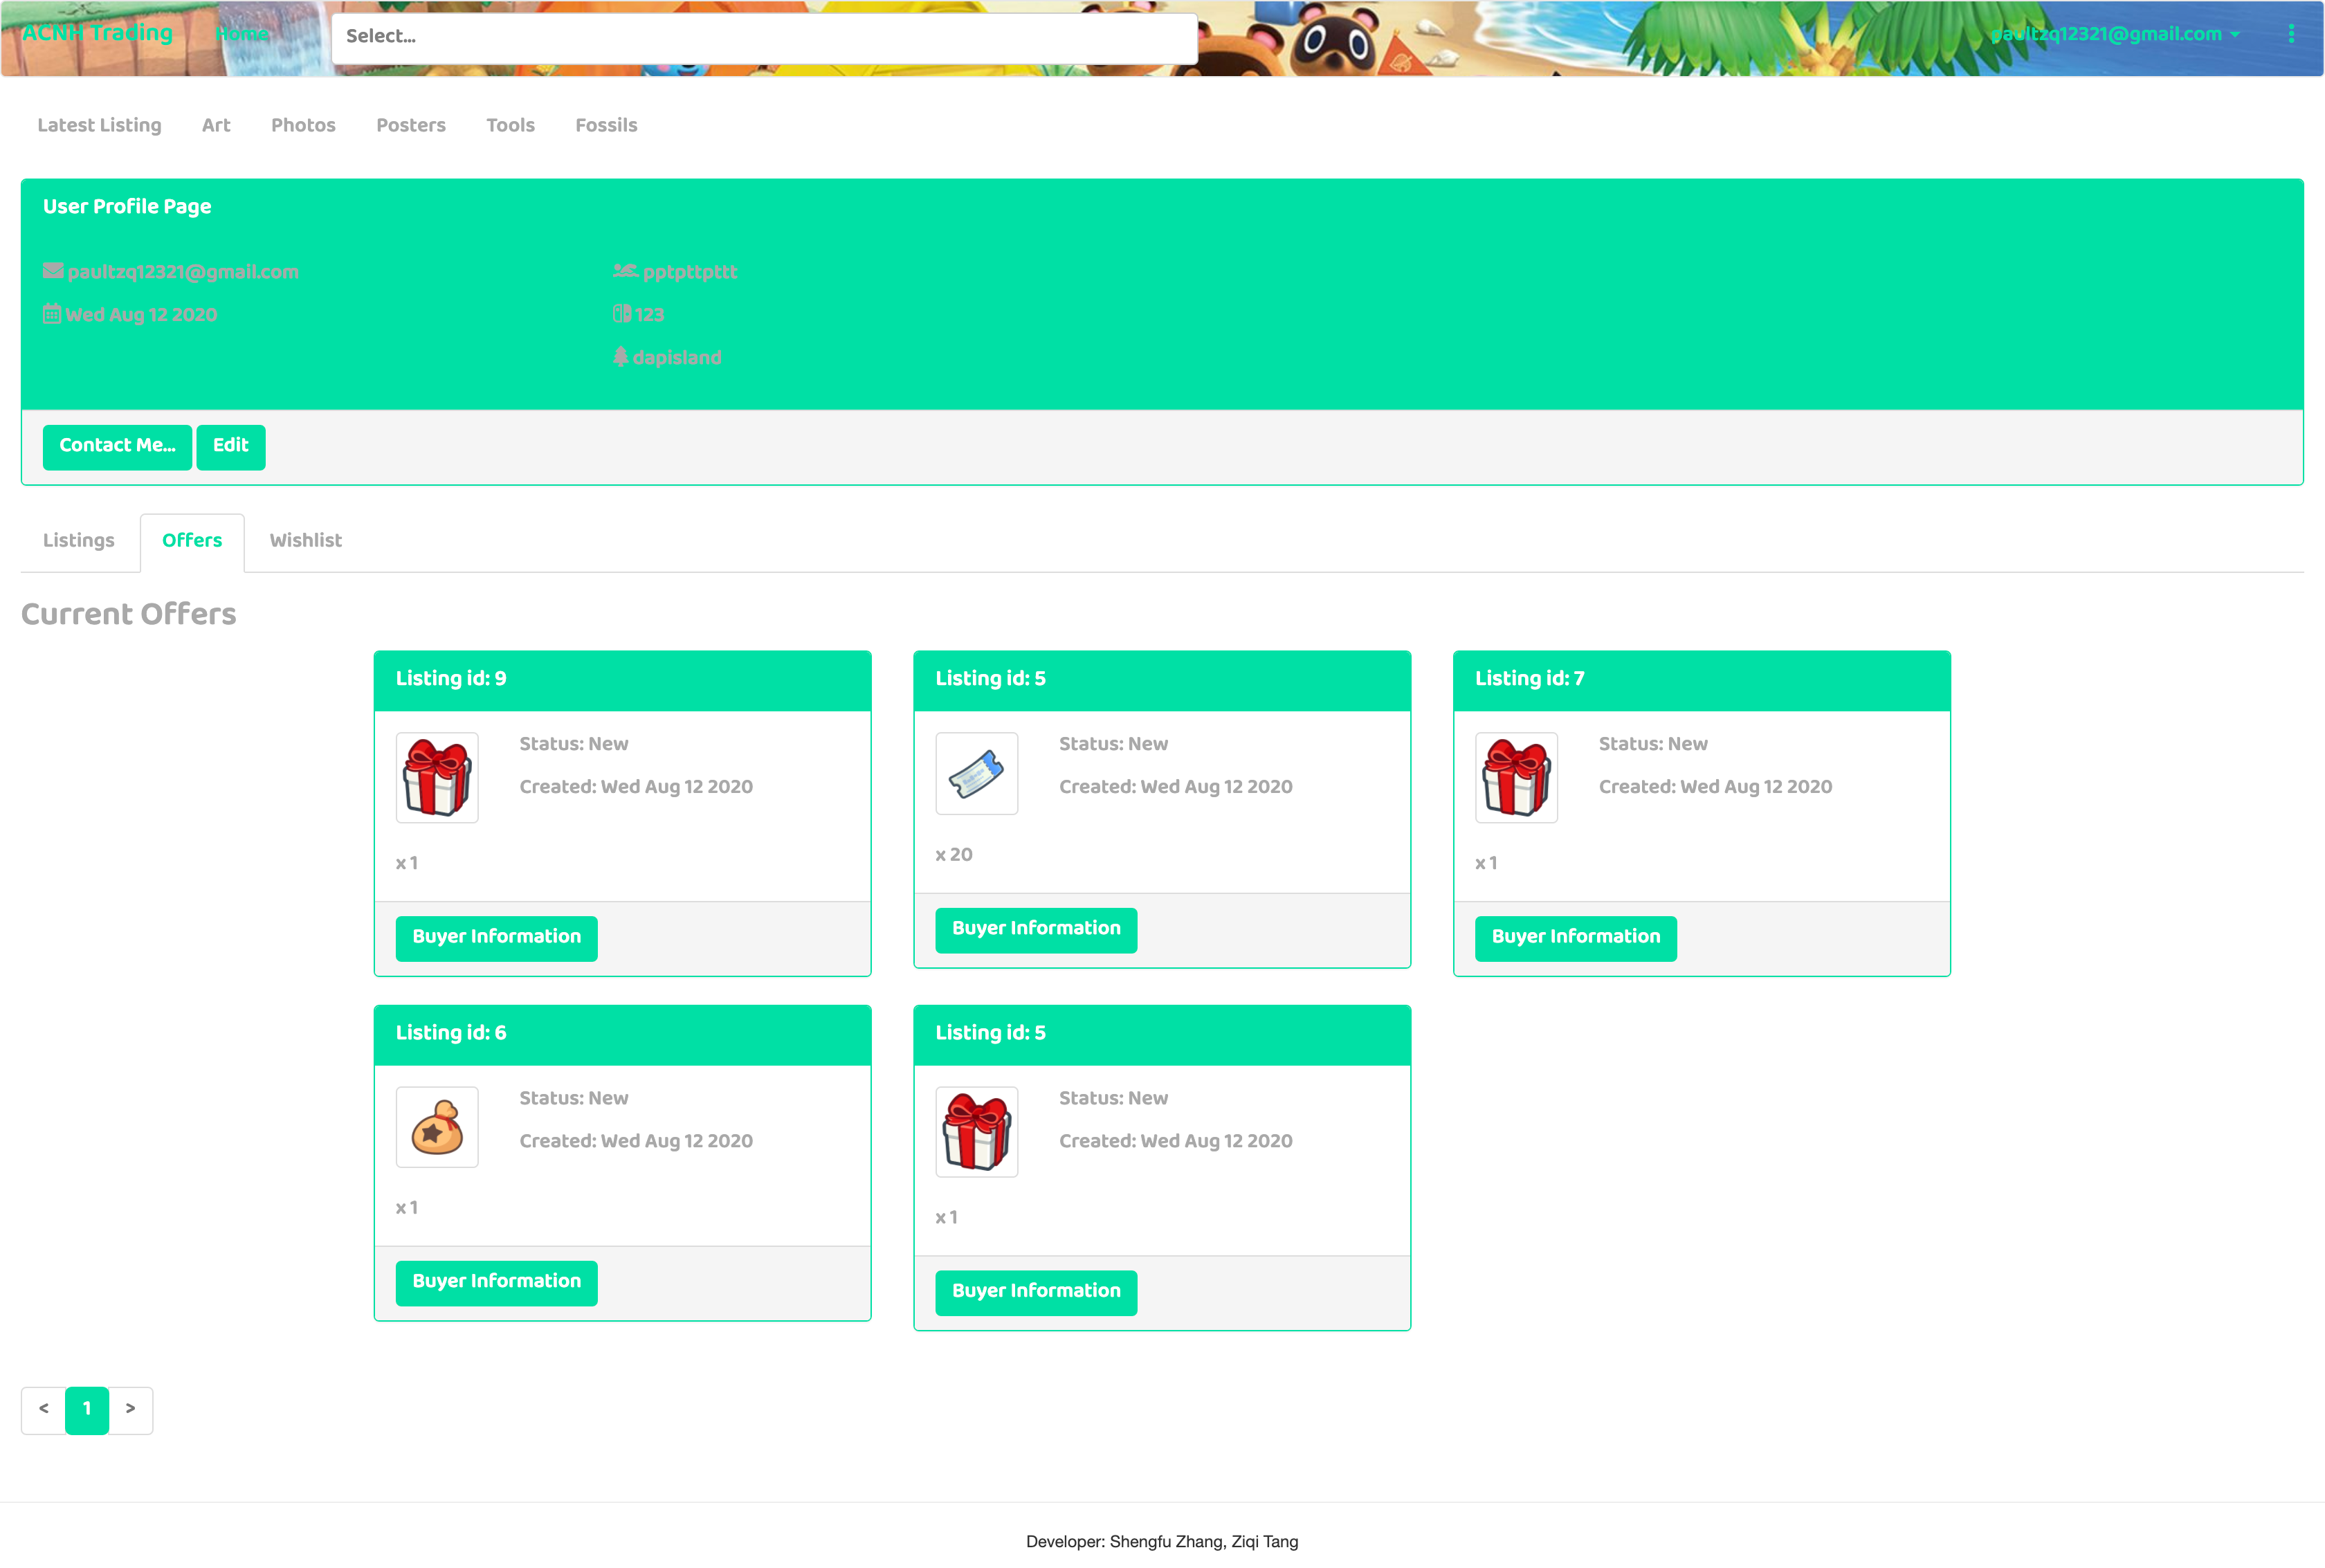 ACNH Trading Home Select... paultzq12321@gmail.com
Latest Listing Art Photos Posters Tools Fossils
User Profile Page
paultzq12321@gmail.com pptpttpttt
Wed Aug 12 2020 123
dapisland
Contact Me... Edit
Listings Offers Wishlist
Current Offers
Listing id: 9 Listing id: 5 Listing id: 7
Status: New Status: New Status: New
Created: Wed Aug 12 2020 Created: Wed Aug 12 2020 Created: Wed Aug 12 2020
x 1 x 20 x 1
Buyer Information Buyer Information Buyer Information
Listing id: 6 Listing id: 5
Status: New Status: New
Created: Wed Aug 12 2020 Created: Wed Aug 12 2020
x 1 x 1
Buyer Information Buyer Information
< 1 >
Developer: Shengfu Zhang, Ziqi Tang